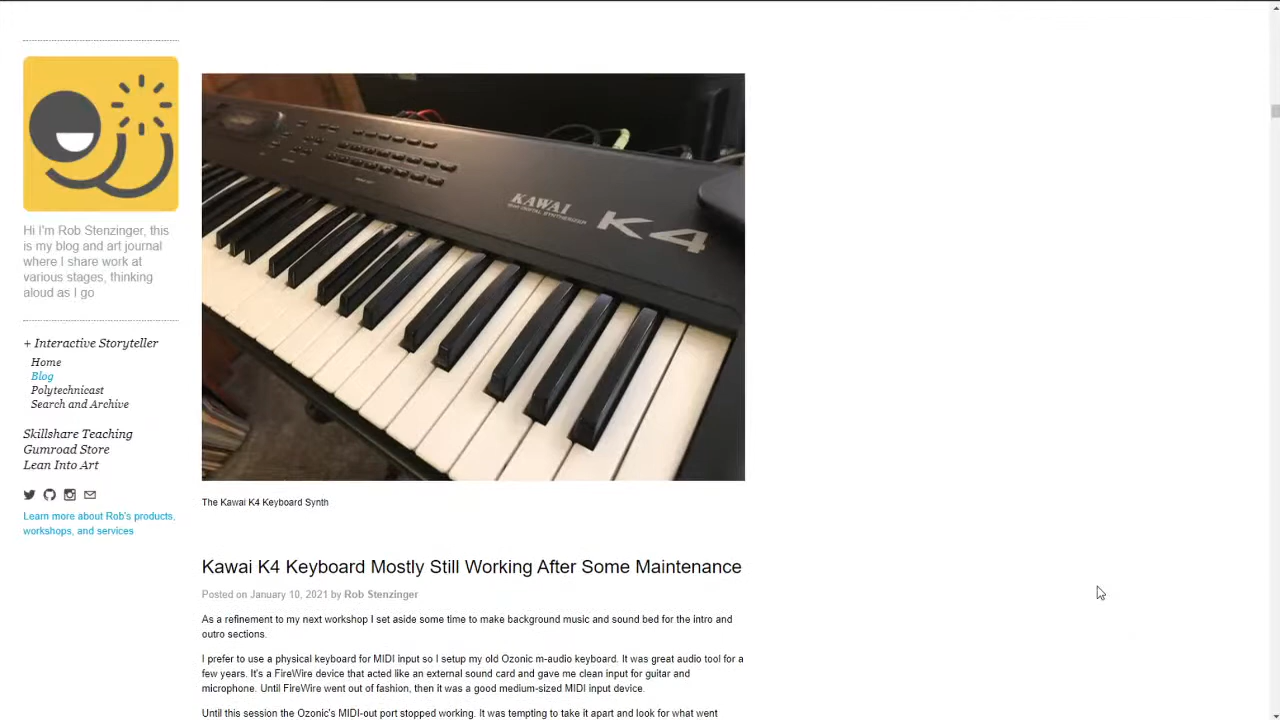 Hi I'm Rob Stenzinger, this
is my blog and art journal
where I share work at
various stages, thinking
aloud as I go
+ Interactive Storyteller
Home
Blog
Polytechnicast
Search and Archive
Skillshare Teaching
Gumroad Store
Lean Into Art
Learn more about Rob's products,
workshops, and services
KAWAI
K4
The Kawai K4 Keyboard Synth
Kawai K4 Keyboard Mostly Still Working After Some Maintenance
Posted on January 10, 2021 by Rob Stenzinger
As a refinement to my next workshop I set aside some time to make background music and sound bed for the intro and
outro sections.
I prefer to use a physical keyboard for MIDI input so I setup my old Ozonic m-audio keyboard. It was great audio tool for a
few years. It's a FireWire device that acted like an external sound card and gave me clean input for guitar and
microphone. Until FireWire went out of fashion, then it was a good medium-sized MIDI input device.
Until this session the Ozonic's MIDI-out port stopped working. It was tempting to take it apart and look for what went